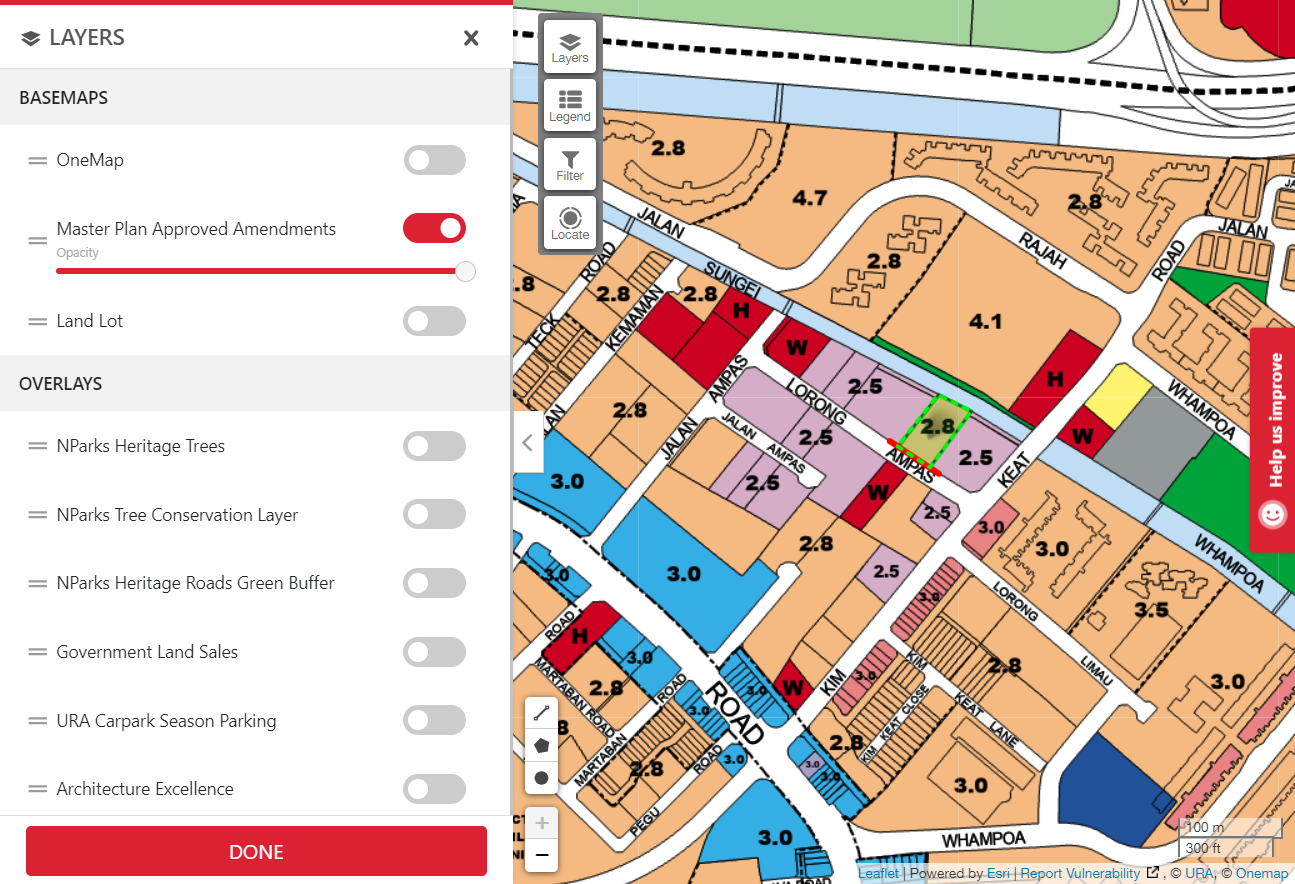 LAYERS
BASEMAPS
OneMap
Master Plan Approved Amendments
Opacity
Land Lot
OVERLAYS
NParks Heritage Trees
NParks Tree Conservation Layer
NParks Heritage Roads Green Buffer
Government Land Sales
URA Carpark Season Parking
Architecture Excellence
DONE
Layers
Legend
Filter
Locate
2.8
4.7
2.8
JALAN
RAJAH
ROAD
JALAN
2.8
SUNGEI
ROAD
.8
2.8
2.8
H
TECK
KEMAMAN
4.1
W
AMPAS
2.5
LORONG
H
2.8
JALAN
JALAN
AMPAS
2.5
2.8
W
WHAMPOA
AMPAS
2.5
KEAT
3.0
2.5
W
2.5
3.0
2.8
3.0
WHAMPOA
3.0
3.0
2.5
3.0
LORONG
3.5
ROAD
H
3.0
KIM
2.8
LIMAU
MARTABAN ROAD
2.8
ROAD
3.0
W
KIM
3.0
3.0
3.0
ROAD
KEAT LANE
KIM KEAT CLOSE
8
2.8
MARTABAN
2.8
ROAD
3.0
3.0
3.0
3.0
PEGU
3.0
WHAMPOA
ROAD
Help us improve
100 m
300 ft
Leaflet | Powered by Esri | Report Vulnerability , © URA, © Onemap